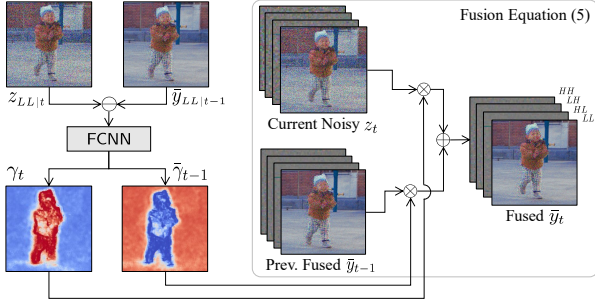 Fusion Equation (5)
z_{LL|t}
ȳ_{LL|t−1}
FCNN
γ_t
γ̄_{t−1}
Current Noisy z_t
Prev. Fused ȳ_{t−1}
HH
LH
HL
LL
Fused ȳ_t